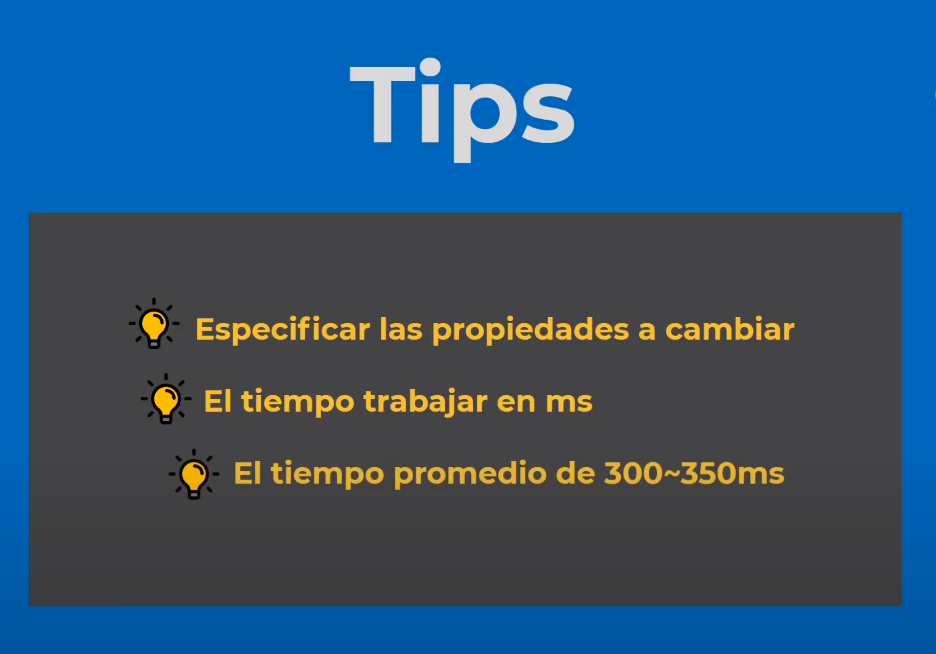 Tips
Especificar las propiedades a cambiar
El tiempo trabajar en ms
El tiempo promedio de 300~350ms